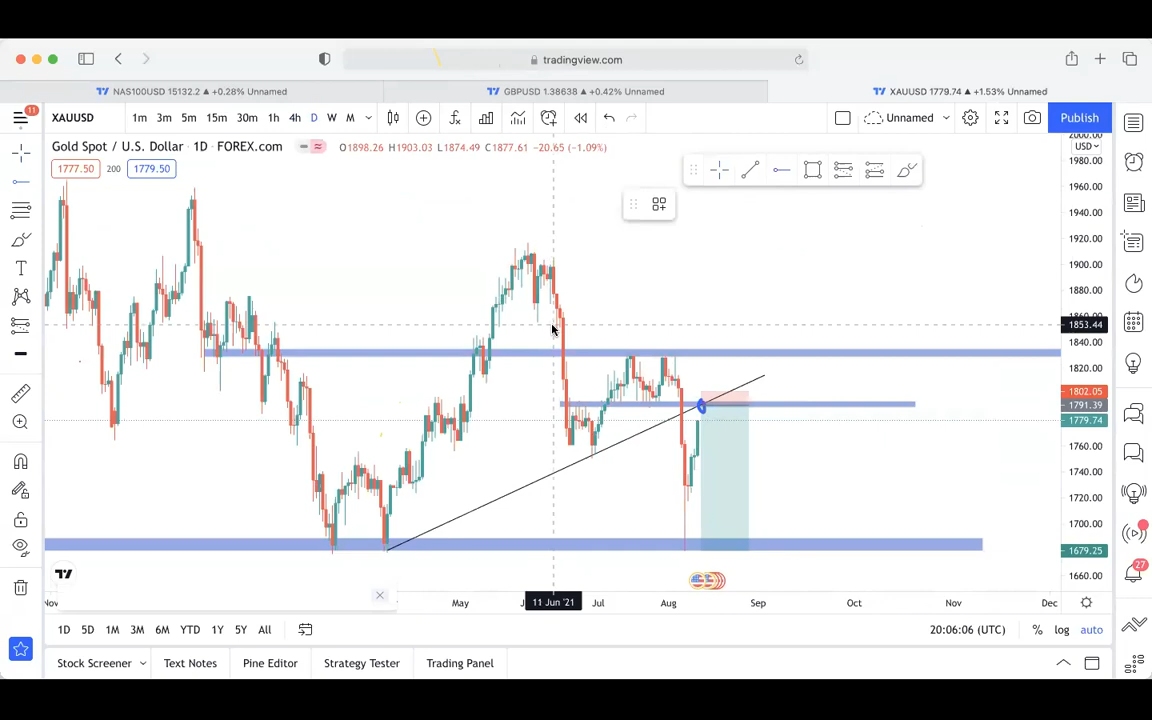 tradingview.com
NAS100USD 15132.2 ▲ +0.28% Unnamed
GBPUSD 1.38638 ▲ +0.42% Unnamed
XAUUSD 1779.74 ▲ +1.53% Unnamed
11
XAUUSD
1m 3m 5m 15m 30m 1h 4h D W M
Unnamed
Publish
Gold Spot / U.S. Dollar · 1D · FOREX.com
O1898.26 H1903.03 L1874.49 C1877.61 −20.65 (−1.09%)
1777.50 200 1779.50
USD
1980.00
1960.00
1940.00
1920.00
1900.00
1880.00
1853.44
1840.00
1820.00
1802.05
1791.39
1779.74
1760.00
1740.00
1720.00
1700.00
1679.25
1660.00
27
Nov
May
11 Jun '21
Jul
Aug
Sep
Oct
Nov
Dec
1D 5D 1M 3M 6M YTD 1Y 5Y All
20:06:06 (UTC)
% log auto
Stock Screener
Text Notes
Pine Editor
Strategy Tester
Trading Panel